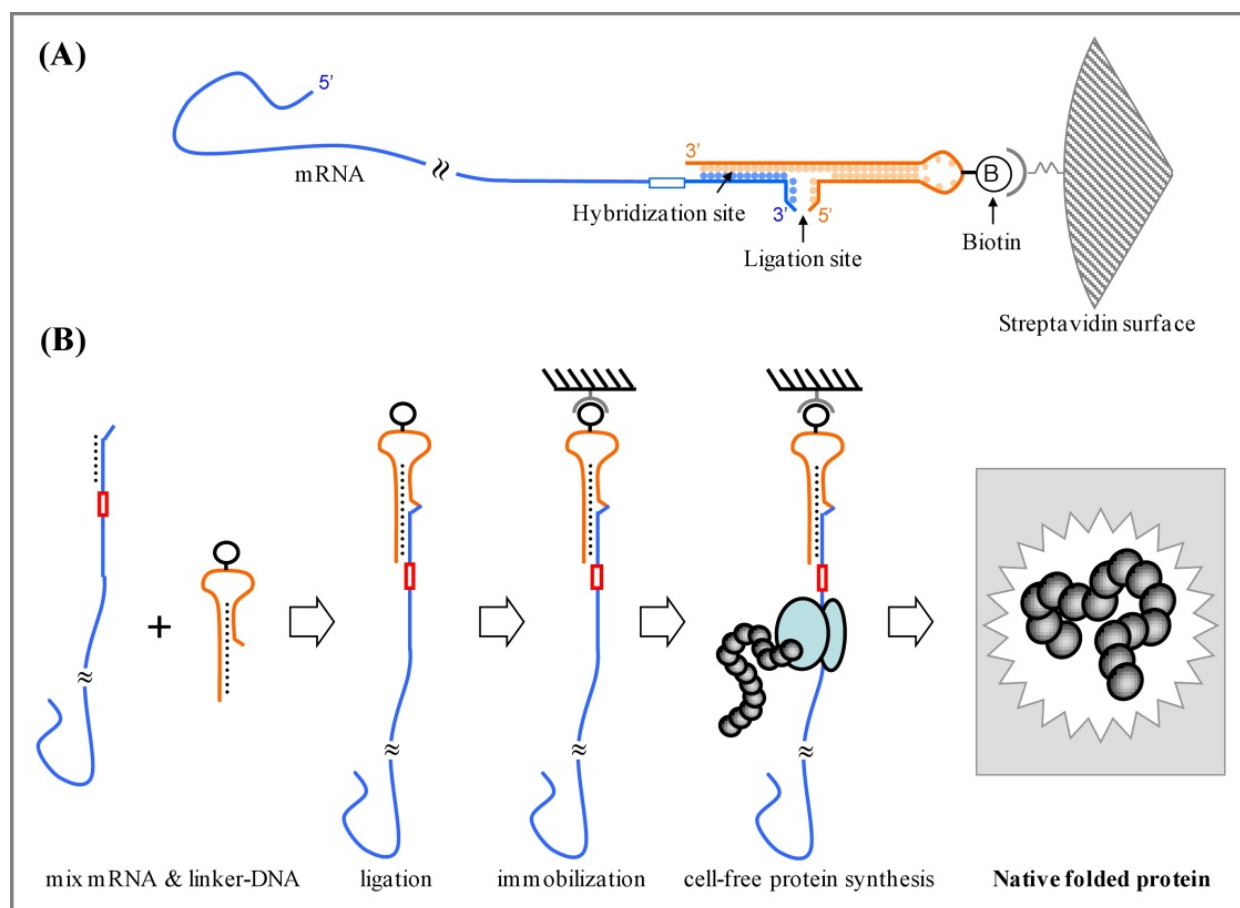 (A)
5’
mRNA
3’
Hybridization site
3’
5’
Ligation site
B
Biotin
Streptavidin surface
(B)
+
mix mRNA & linker-DNA
ligation
immobilization
cell-free protein synthesis
Native folded protein